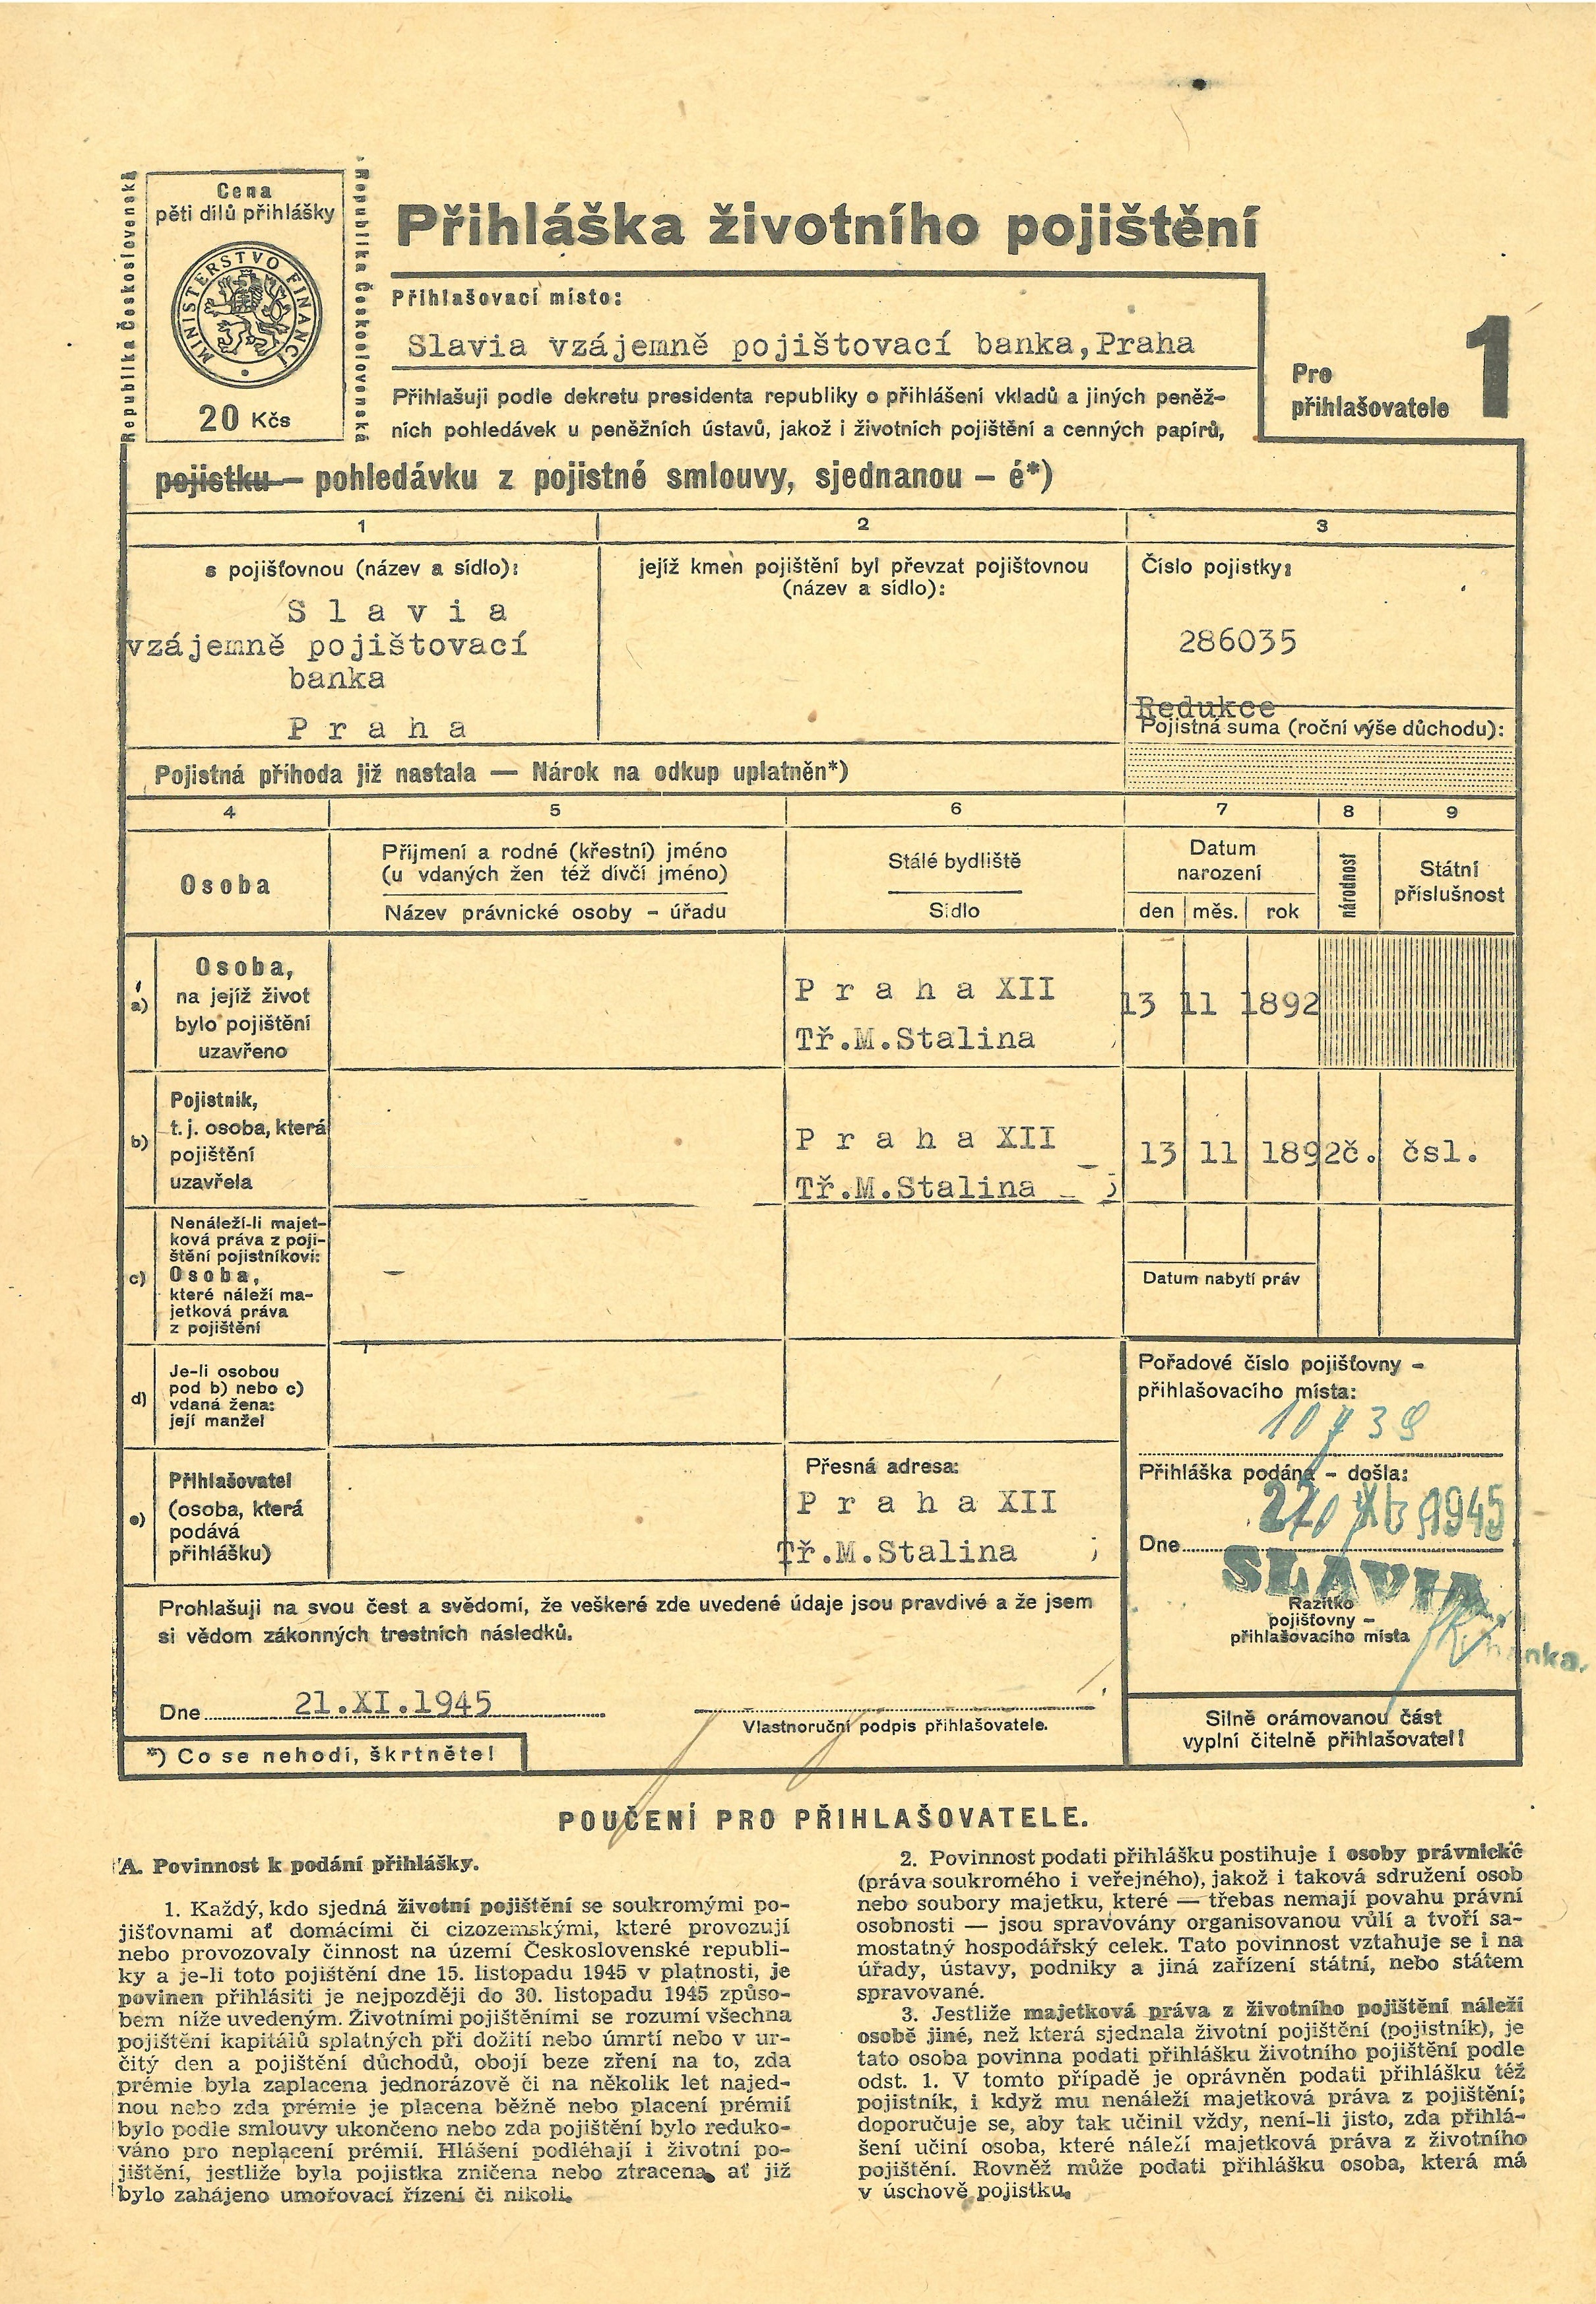 Republika Československá
Cena
pěti dílů přihlášky
MINISTERSTVO FINANCÍ
20 Kčs
Republika Československá
Přihláška životního pojištění
Přihlašovací místo:
Slavia vzájemně pojištovací banka,Praha
Přihlašuji podle dekretu presidenta republiky o přihlášení vkladů a jiných peněž-
ních pohledávek u peněžních ústavů, jakož i životních pojištění a cenných papírů,
Pro
přihlašovatele
1
pojistku — pohledávku z pojistné smlouvy, sjednanou — é*)
1
2
3
s pojišťovnou (název a sídlo):
S l a v i a
vzájemně pojištovací
banka
P r a h a
jejíž kmen pojištění byl převzat pojištovnou
(název a sídlo):
Číslo pojistky:
286035
Redukce
Pojistná suma (roční výše důchodu):
Pojistná příhoda již nastala — Nárok na odkup uplatněn*)
4
5
6
7
8
9
Osoba
Příjmení a rodné (křestní) jméno
(u vdaných žen též dívčí jméno)
Název právnické osoby - úřadu
Stálé bydliště
Sídlo
Datum
narození
den měs. rok
národnost
Státní
příslušnost
a)
Osoba,
na jejíž život
bylo pojištění
uzavřeno
P r a h a XII
Tř.M.Stalina
13 11 1892
b)
Pojistník,
t. j. osoba, která
pojištění
uzavřela
P r a h a XII
Tř.M.Stalina
13 11 1892 č. čsl.
c)
Nenáleží-li majet-
ková práva z poji-
štění pojistníkovi:
Osoba,
které náleží ma-
jetková práva
z pojištění
Datum nabytí práv
d)
Je-li osobou
pod b) nebo c)
vdaná žena:
její manžel
Pořadové číslo pojišťovny -
přihlašovacího místa:
e)
Přihlašovatel
(osoba, která
podává
přihlášku)
Přesná adresa:
P r a h a XII
Tř.M.Stalina
Přihláška podána - došla:
Dne
1945
SLAVIA
Razítko
pojišťovny -
přihlašovacího místa
banka.
Prohlašuji na svou čest a svědomí, že veškeré zde uvedené údaje jsou pravdivé a že jsem
si vědom zákonných trestních následků.
Dne 21.XI.1945
Vlastnoruční podpis přihlašovatele.
Silně orámovanou část
vyplní čitelně přihlašovatel!
*) Co se nehodí, škrtněte!
POUČENÍ PRO PŘIHLAŠOVATELE.
A. Povinnost k podání přihlášky.
1. Každý, kdo sjedná životní pojištění se soukromými po-
jišťovnami ať domácími či cizozemskými, které provozují
nebo provozovaly činnost na území Československé republi-
ky a je-li toto pojištění dne 15. listopadu 1945 v platnosti, je
povinen přihlásiti je nejpozději do 30. listopadu 1945 způso-
bem níže uvedeným. Životními pojištěními se rozumí všechna
pojištění kapitálů splatných při dožití nebo úmrtí nebo v ur-
čitý den a pojištění důchodů, obojí beze zření na to, zda
prémie byla zaplacena jednorázově či na několik let najed-
nou nebo zda prémie je placena běžně nebo placení prémií
bylo podle smlouvy ukončeno nebo zda pojištění bylo reduko-
váno pro neplacení prémií. Hlášení podléhají i životní po-
jištění, jestliže byla pojistka zničena nebo ztracena, ať již
bylo zahájeno umořovací řízení či nikoli.
2. Povinnost podati přihlášku postihuje i osoby právnické
(práva soukromého i veřejného), jakož i taková sdružení osob
nebo soubory majetku, které — třebas nemají povahu právní
osobnosti — jsou spravovány organisovanou vůlí a tvoří sa-
mostatný hospodářský celek. Tato povinnost vztahuje se i na
úřady, ústavy, podniky a jiná zařízení státní, nebo státem
spravované.
3. Jestliže majetková práva z životního pojištění náleží
osobě jiné, než která sjednala životní pojištění (pojistník), je
tato osoba povinna podati přihlášku životního pojištění podle
odst. 1. V tomto případě je oprávněn podati přihlášku též
pojistník, i když mu nenáleží majetková práva z pojištění;
doporučuje se, aby tak učinil vždy, není-li jisto, zda přihlá-
šení učiní osoba, které náleží majetková práva z životního
pojištění. Rovněž může podati přihlášku osoba, která má
v úschově pojistku.